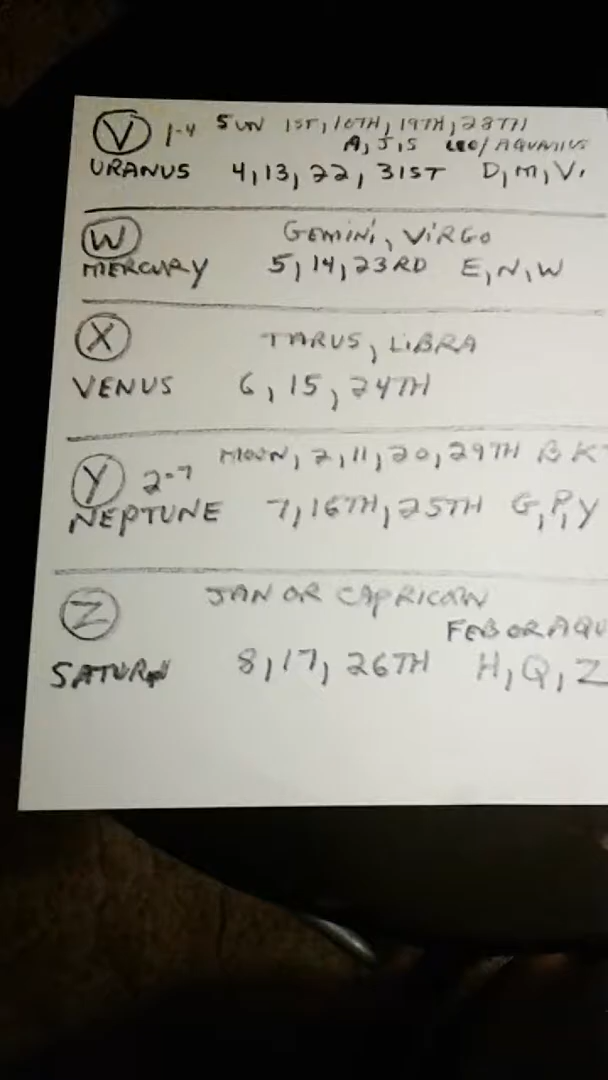 V 1-4 SUN 1ST, 10TH, 19TH, 28TH
A, J, S LEO/AQUARIUS
URANUS 4, 13, 22, 31ST D, M, V.
W GEMINI, VIRGO
MERCURY 5, 14, 23RD E, N, W
X TARUS, LIBRA
VENUS 6, 15, 24TH
Y 2-7 MOON, 2, 11, 20, 29TH B K
NEPTUNE 7, 16TH, 25TH G, P, Y
Z JAN OR CAPRICORN
FEB OR AQU
SATURN 8, 17, 26TH H, Q, Z